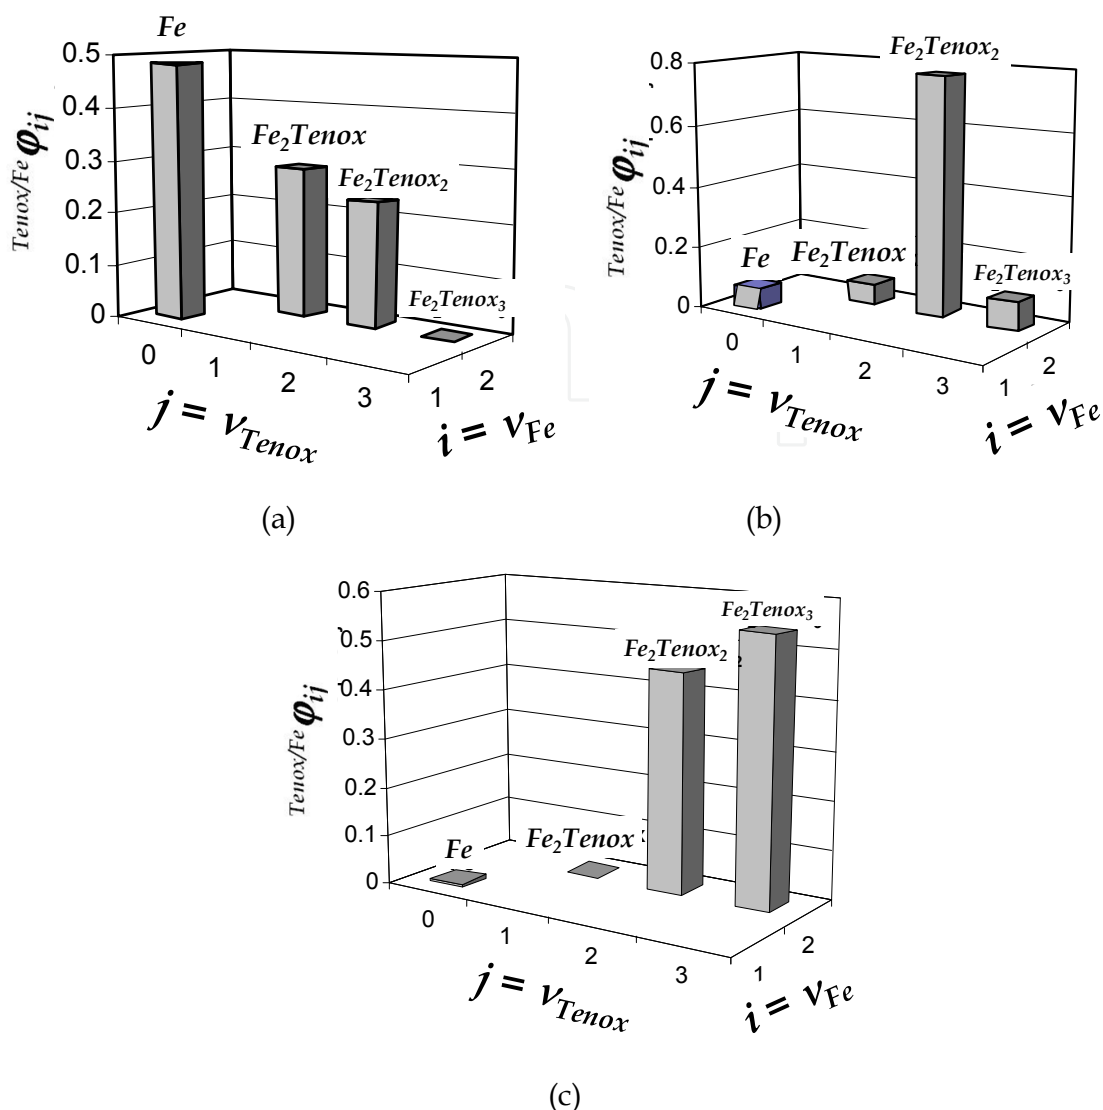 Fe
0.5
0.4
0.3
0.2
0.1
0
Tenox/Fe φij
Fe2Tenox
Fe2Tenox2
Fe2Tenox3
0 1 2 3
1 2
j = νTenox
i = νFe
(a)
Fe2Tenox2
0.8
0.6
0.4
0.2
0
Tenox/Fe φij
Fe
Fe2Tenox
Fe2Tenox3
0 1 2 3
1 2
j = νTenox
i = νFe
(b)
0.6
0.5
0.4
0.3
0.2
0.1
0
Tenox/Fe φij
Fe2Tenox3
Fe2Tenox2
Fe
Fe2Tenox
0 1 2 3
1 2
j = νTenox
i = νFe
(c)